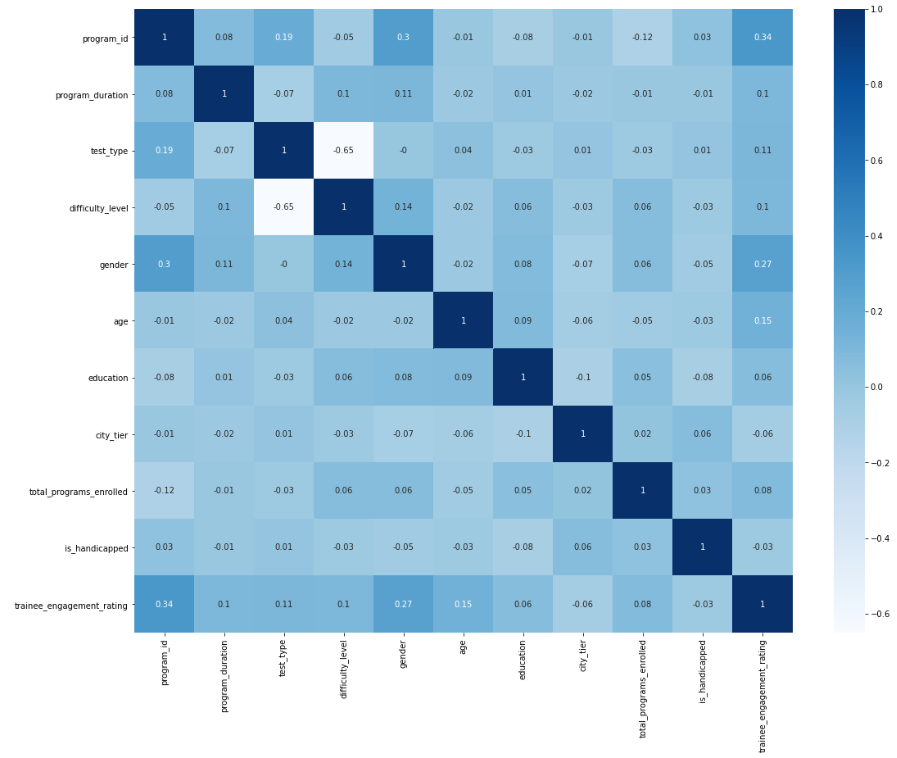 program_id 1 0.08 0.19 -0.05 0.3 -0.01 -0.08 -0.01 -0.12 0.03 0.34
program_duration 0.08 1 -0.07 0.1 0.11 -0.02 0.01 -0.02 -0.01 -0.01 0.1
test_type 0.19 -0.07 1 -0.65 -0 0.04 -0.03 0.01 -0.03 0.01 0.11
difficulty_level -0.05 0.1 -0.65 1 0.14 -0.02 0.06 -0.03 0.06 -0.03 0.1
gender 0.3 0.11 -0 0.14 1 -0.02 0.08 -0.07 0.06 -0.05 0.27
age -0.01 -0.02 0.04 -0.02 -0.02 1 0.09 -0.06 -0.05 -0.03 0.15
education -0.08 0.01 -0.03 0.06 0.08 0.09 1 -0.1 0.05 -0.08 0.06
city_tier -0.01 -0.02 0.01 -0.03 -0.07 -0.06 -0.1 1 0.02 0.06 -0.06
total_programs_enrolled -0.12 -0.01 -0.03 0.06 0.06 -0.05 0.05 0.02 1 0.03 0.08
is_handicapped 0.03 -0.01 0.01 -0.03 -0.05 -0.03 -0.08 0.06 0.03 1 -0.03
trainee_engagement_rating 0.34 0.1 0.11 0.1 0.27 0.15 0.06 -0.06 0.08 -0.03 1
program_id
program_duration
test_type
difficulty_level
gender
age
education
city_tier
total_programs_enrolled
is_handicapped
trainee_engagement_rating
1.0
0.8
0.6
0.4
0.2
0.0
−0.2
−0.4
−0.6